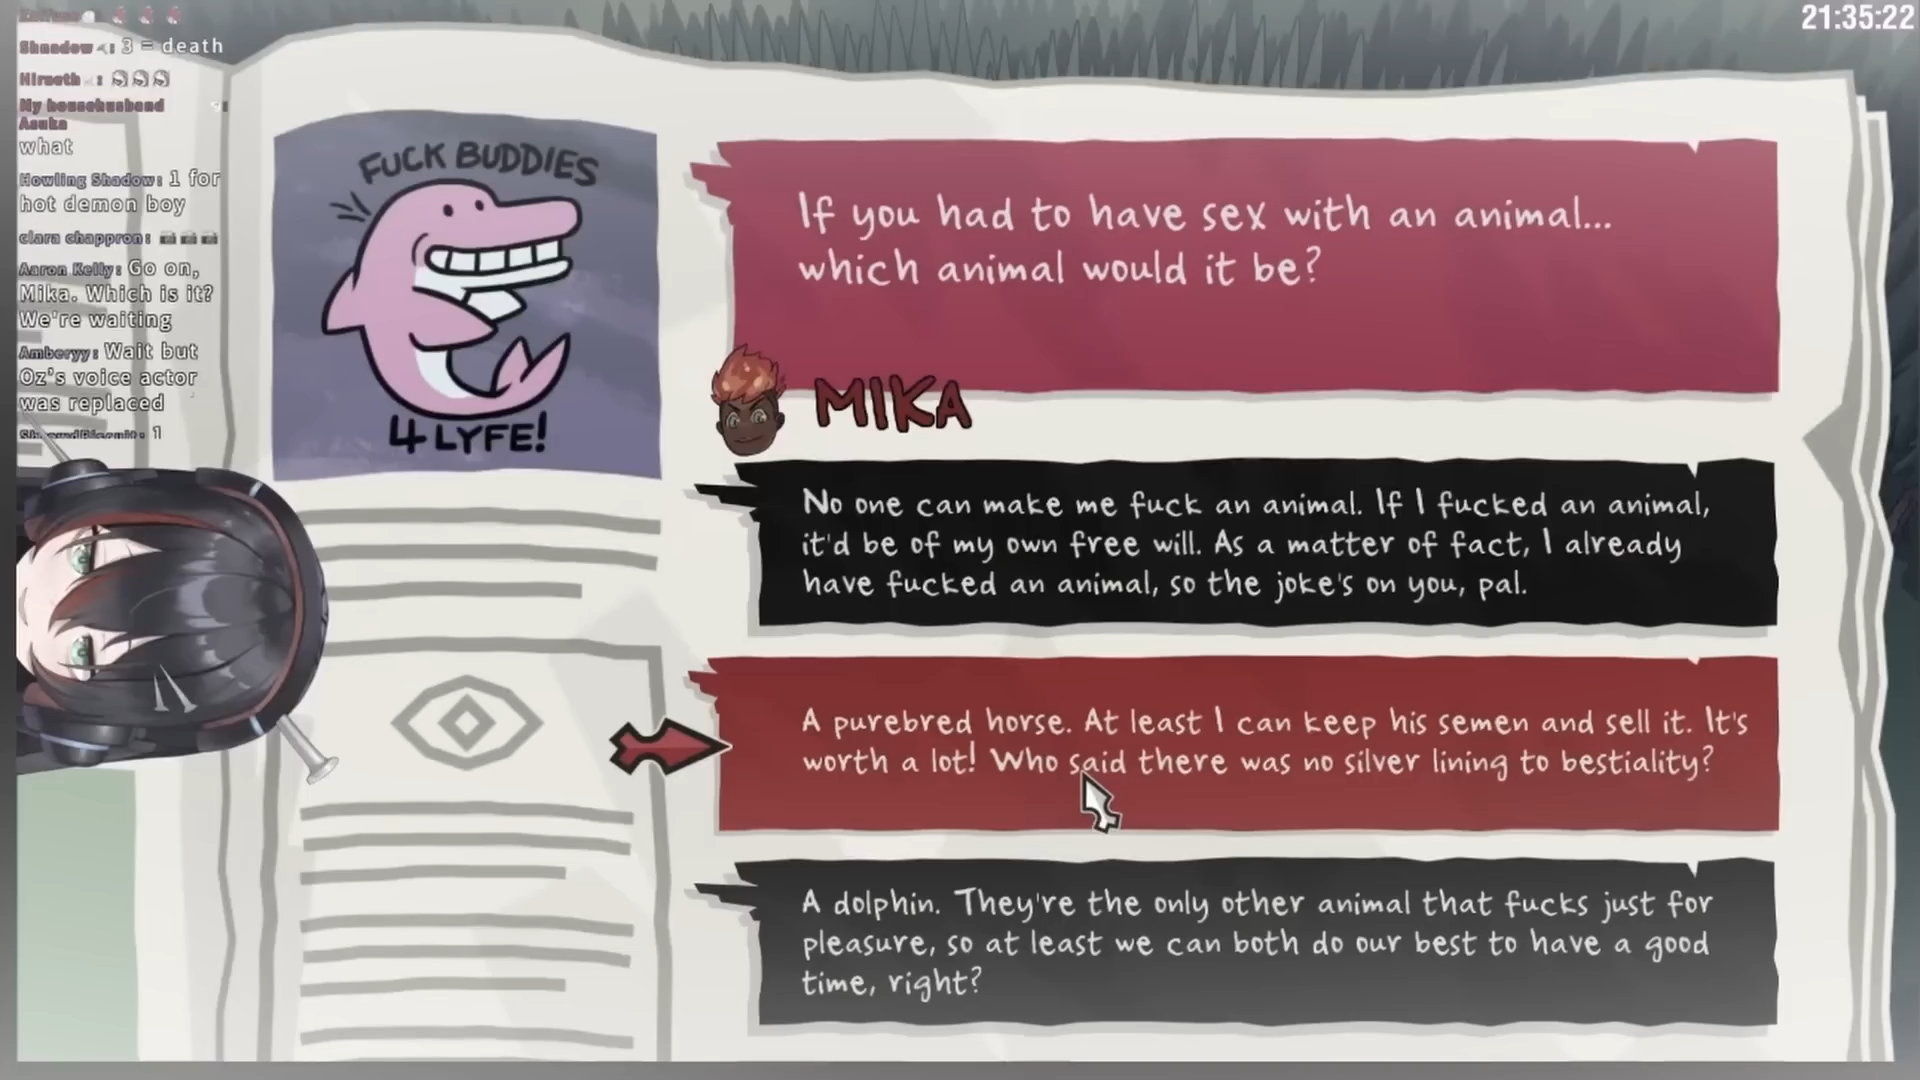 21:35:22
Shaadow: 3 = death
Hiraeth:
My househusband
Asuka
what
Howling Shadow: 1 for
hot demon boy
clara chappron:
Aaron Kelly: Go on,
Mika. Which is it?
We're waiting
Amberyy: Wait but
Oz's voice actor
was replaced
1
FUCK BUDDIES
4 LYFE!
If you had to have sex with an animal...
which animal would it be?
MIKA
No one can make me fuck an animal. If I fucked an animal,
it'd be of my own free will. As a matter of fact, I already
have fucked an animal, so the joke's on you, pal.
A purebred horse. At least I can keep his semen and sell it. It's
worth a lot! Who said there was no silver lining to bestiality?
A dolphin. They're the only other animal that fucks just for
pleasure, so at least we can both do our best to have a good
time, right?